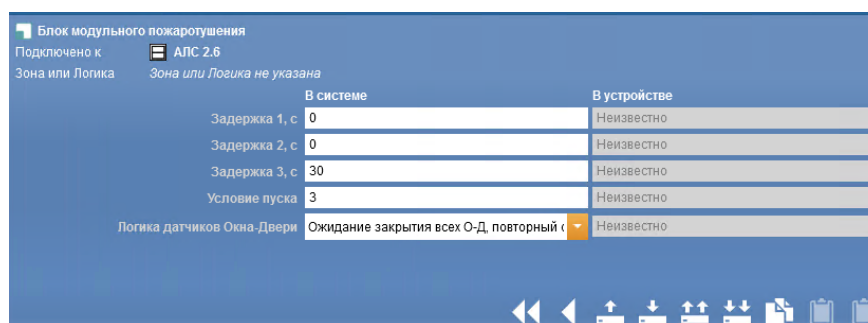 Блок модульного пожаротушения
Подключено к АЛС 2.6
Зона или Логика Зона или Логика не указана
В системе В устройстве
Задержка 1, с 0 Неизвестно
Задержка 2, с 0 Неизвестно
Задержка 3, с 30 Неизвестно
Условие пуска 3 Неизвестно
Логика датчиков Окна-Двери Ожидание закрытия всех О-Д, повторный Неизвестно